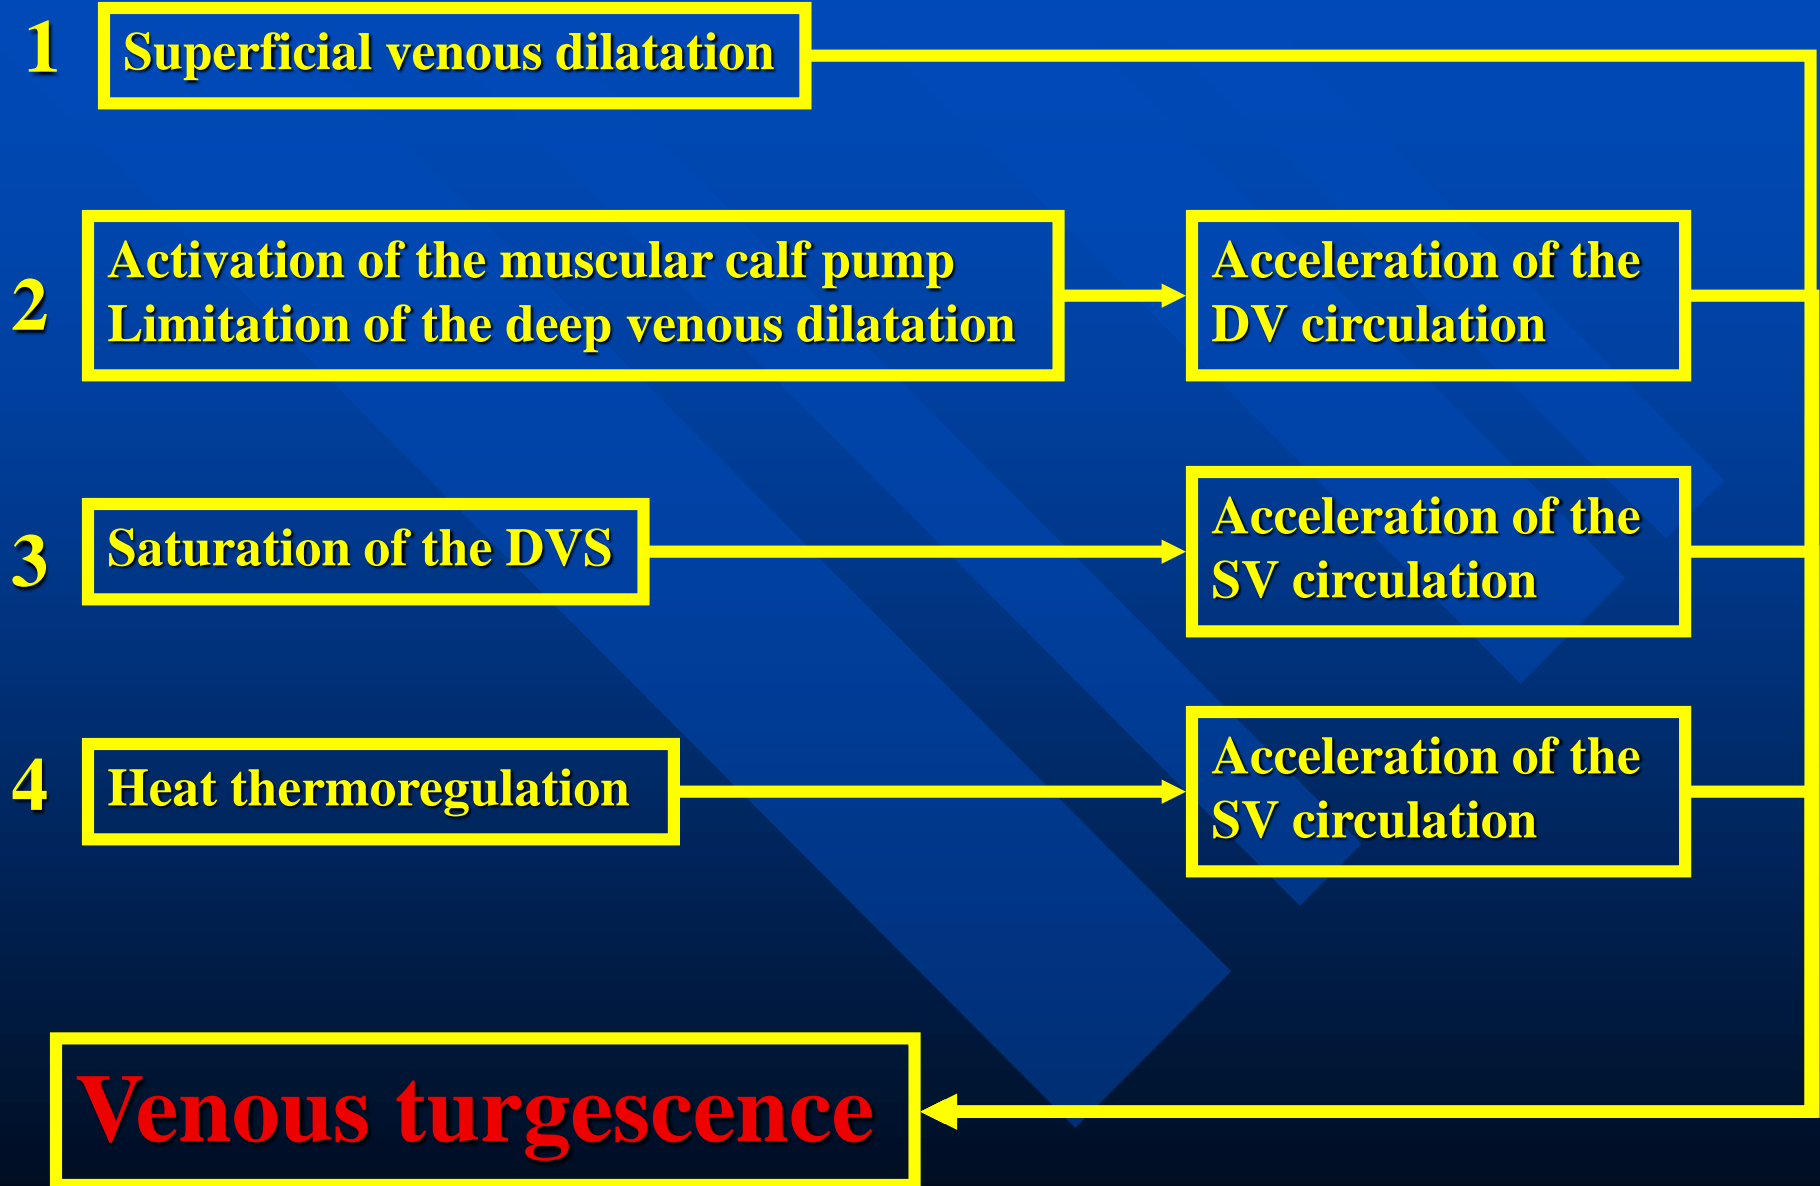 1
Superficial venous dilatation
2
Activation of the muscular calf pump
Limitation of the deep venous dilatation
Acceleration of the
DV circulation
3
Saturation of the DVS
Acceleration of the
SV circulation
4
Heat thermoregulation
Acceleration of the
SV circulation
Venous turgescence